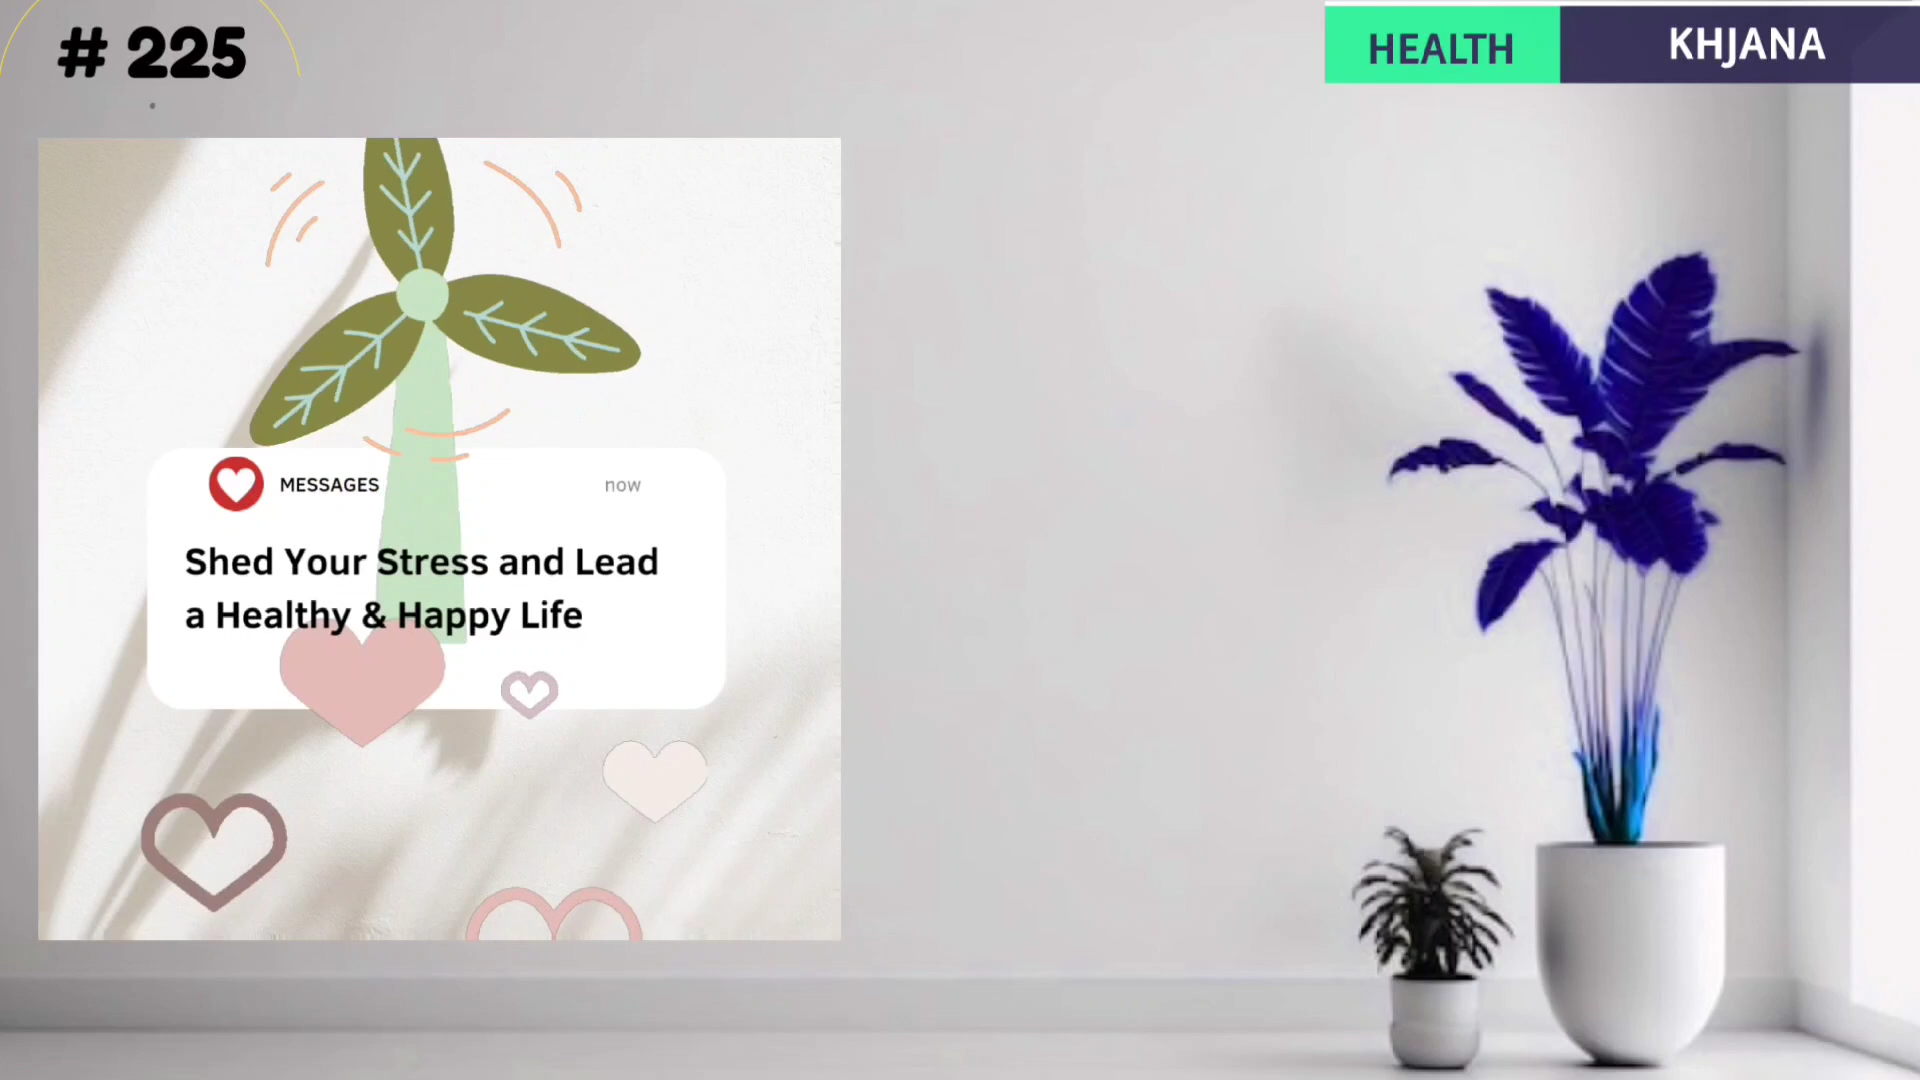 # 225
HEALTH
KHJANA
MESSAGES
now
Shed Your Stress and Lead
a Healthy & Happy Life